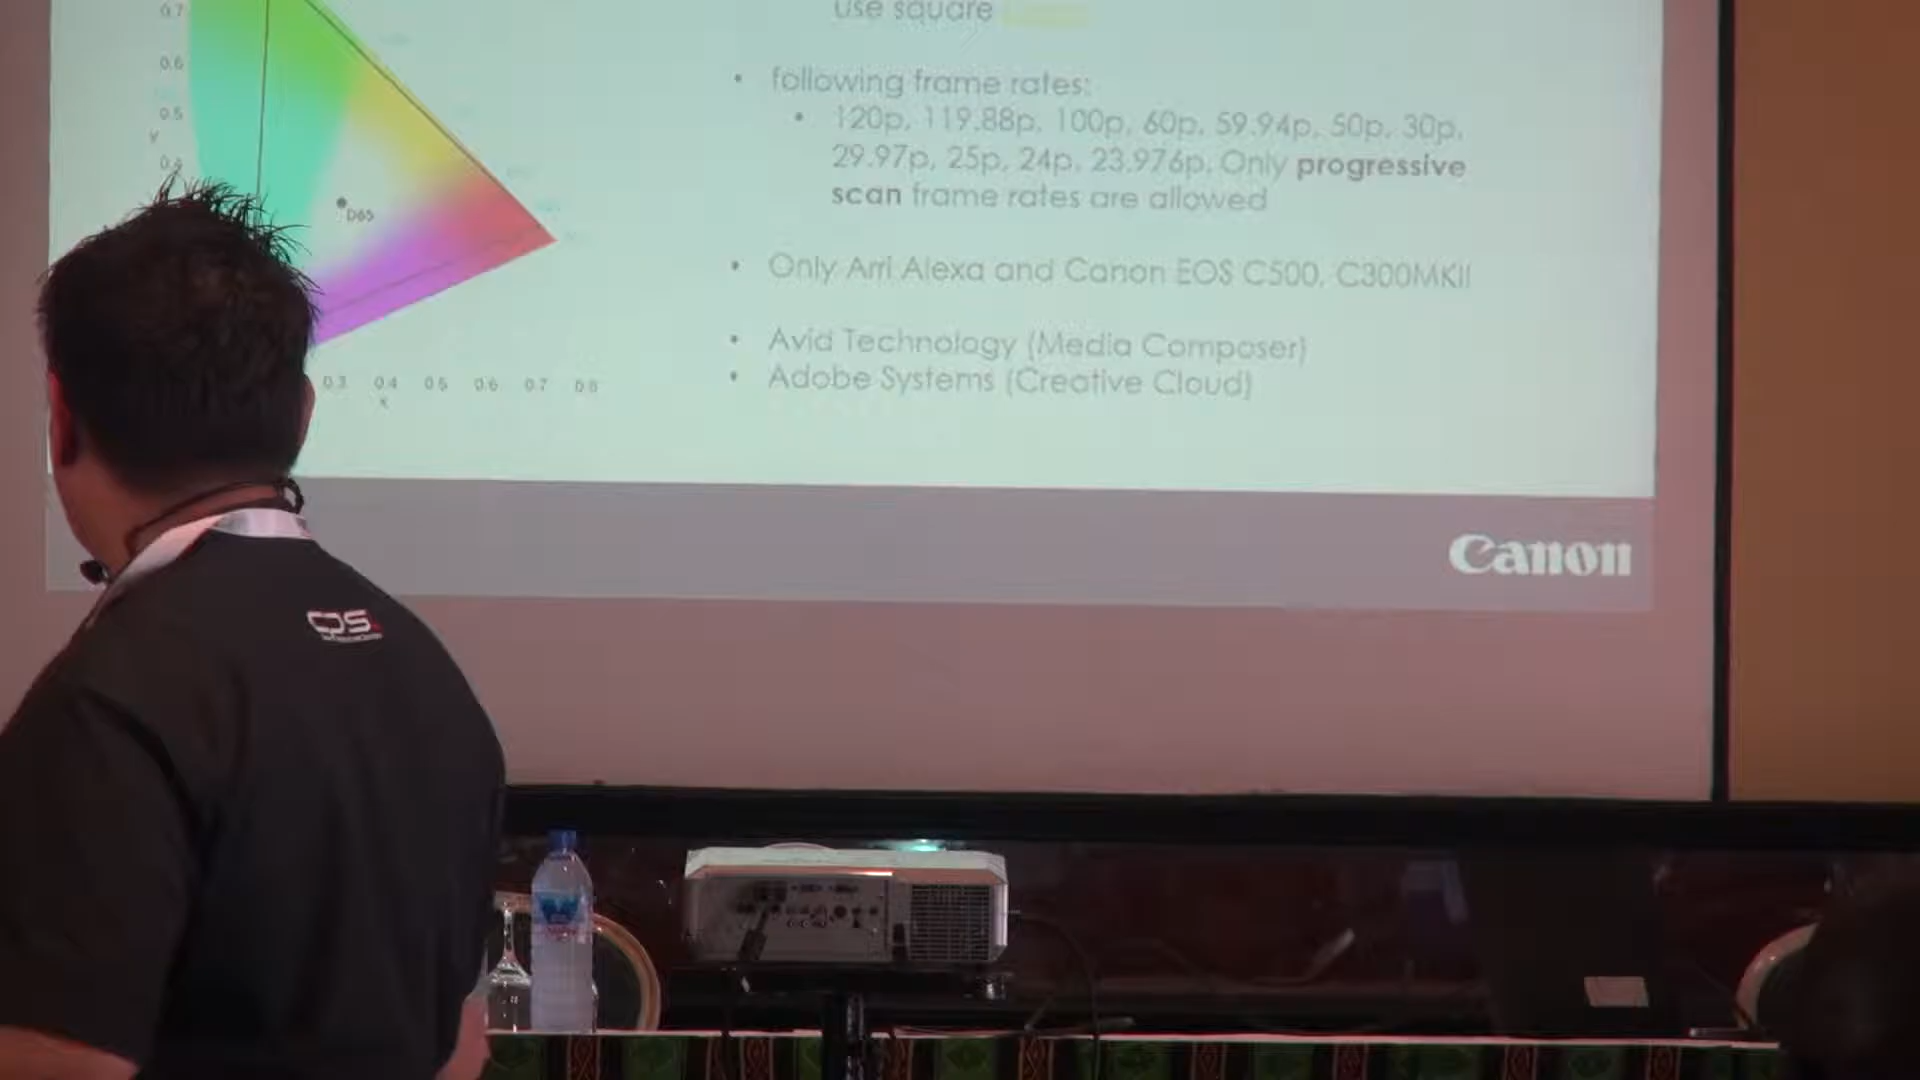 use square
following frame rates:
120p, 119.88p, 100p, 60p, 59.94p, 50p, 30p,
29.97p, 25p, 24p, 23.976p. Only progressive
scan frame rates are allowed
Only Arri Alexa and Canon EOS C500, C300MKII
Avid Technology (Media Composer)
Adobe Systems (Creative Cloud)
0.7
0.6
0.5
y
0.4
D65
0.3 0.4 0.5 0.6 0.7 0.8
x
Canon
CPS